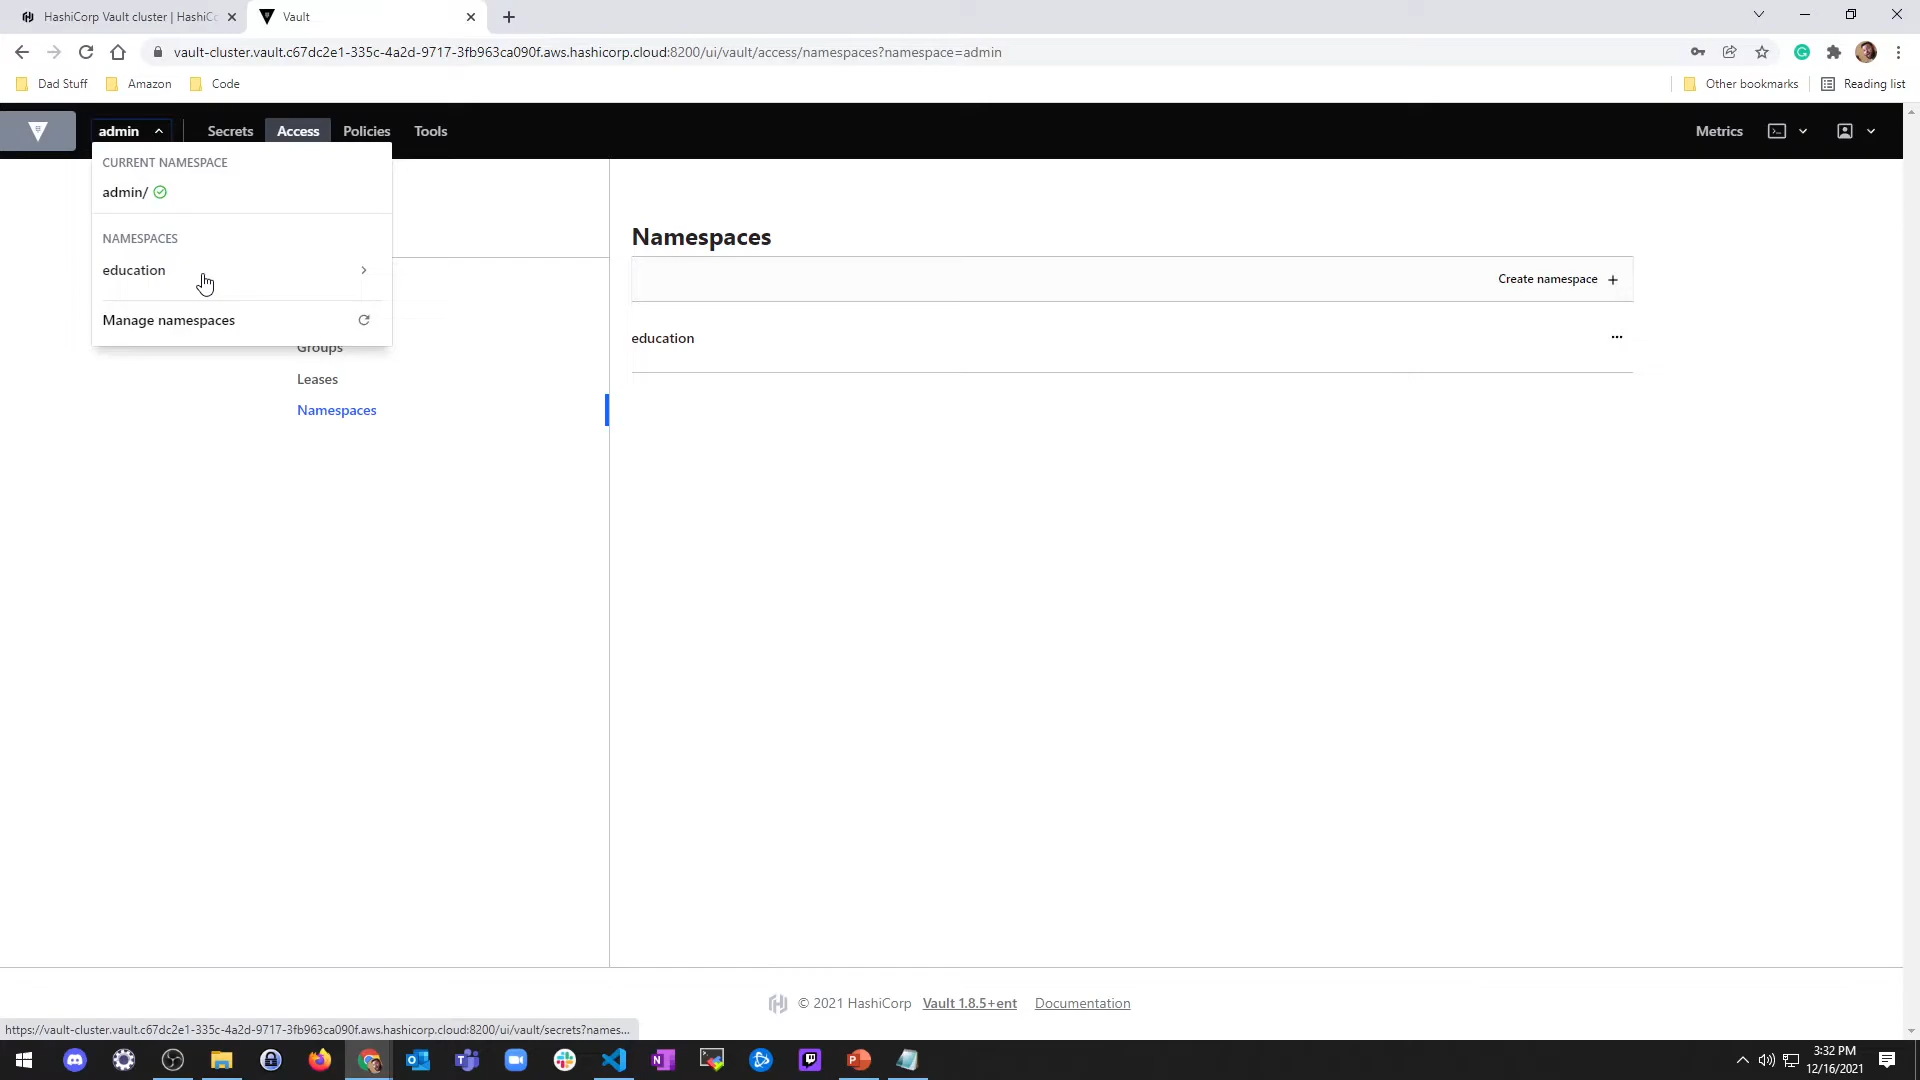 HashiCorp Vault cluster | HashiC
Vault
vault-cluster.vault.c67dc2e1-335c-4a2d-9717-3fb963ca090f.aws.hashicorp.cloud:8200/ui/vault/access/namespaces?namespace=admin
Dad Stuff
Amazon
Code
Other bookmarks
Reading list
admin
Secrets
Access
Policies
Tools
Metrics
CURRENT NAMESPACE
admin/
NAMESPACES
education
Manage namespaces
Groups
Leases
Namespaces
Namespaces
Create namespace
education
© 2021 HashiCorp Vault 1.8.5+ent Documentation
https://vault-cluster.vault.c67dc2e1-335c-4a2d-9717-3fb963ca090f.aws.hashicorp.cloud:8200/ui/vault/secrets?names...
3:32 PM
12/16/2021